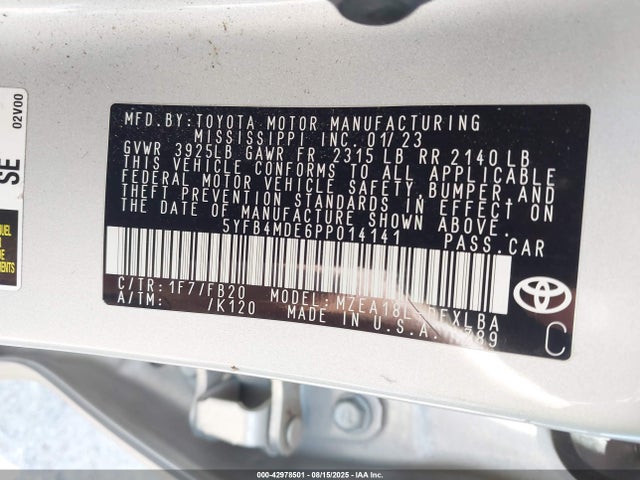 02V00
SE
MFD.BY:TOYOTA MOTOR MANUFACTURING
MISSISSIPPI INC. 01/23
GVWR 3925LB GAWR FR 2315 LB RR 2140 LB
THIS VEHICLE CONFORMS TO ALL APPLICABLE
FEDERAL MOTOR VEHICLE SAFETY, BUMPER, AND
THEFT PREVENTION STANDARDS IN EFFECT ON
THE DATE OF MANUFACTURE SHOWN ABOVE.
5YFB4MDE6PP014141 PASS.CAR
C/TR: 1F7/FB20 MODEL:
A/TM: /K120 MADE IN U.S.A.
TOYOTA
C
000-42978501 - 08/15/2025 - IAA Inc.